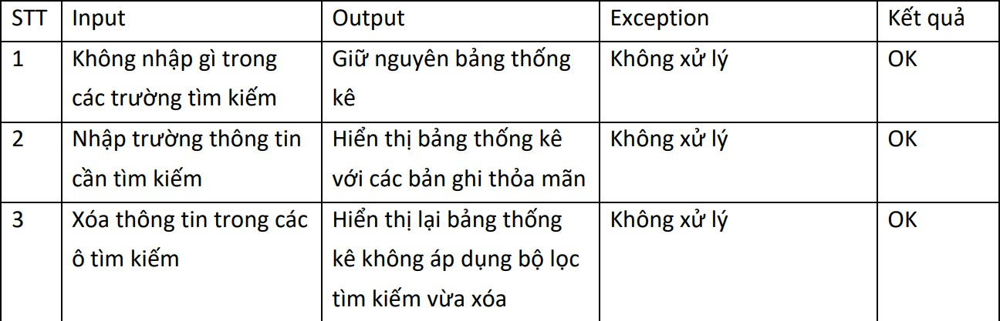 STT Input Output Exception Kết quả
1 Không nhập gì trong Giữ nguyên bảng thống Không xử lý OK
các trường tìm kiếm kê
2 Nhập trường thông tin Hiển thị bảng thống kê Không xử lý OK
cần tìm kiếm với các bản ghi thỏa mãn
3 Xóa thông tin trong các Hiển thị lại bảng thống Không xử lý OK
ô tìm kiếm kê không áp dụng bộ lọc
tìm kiếm vừa xóa